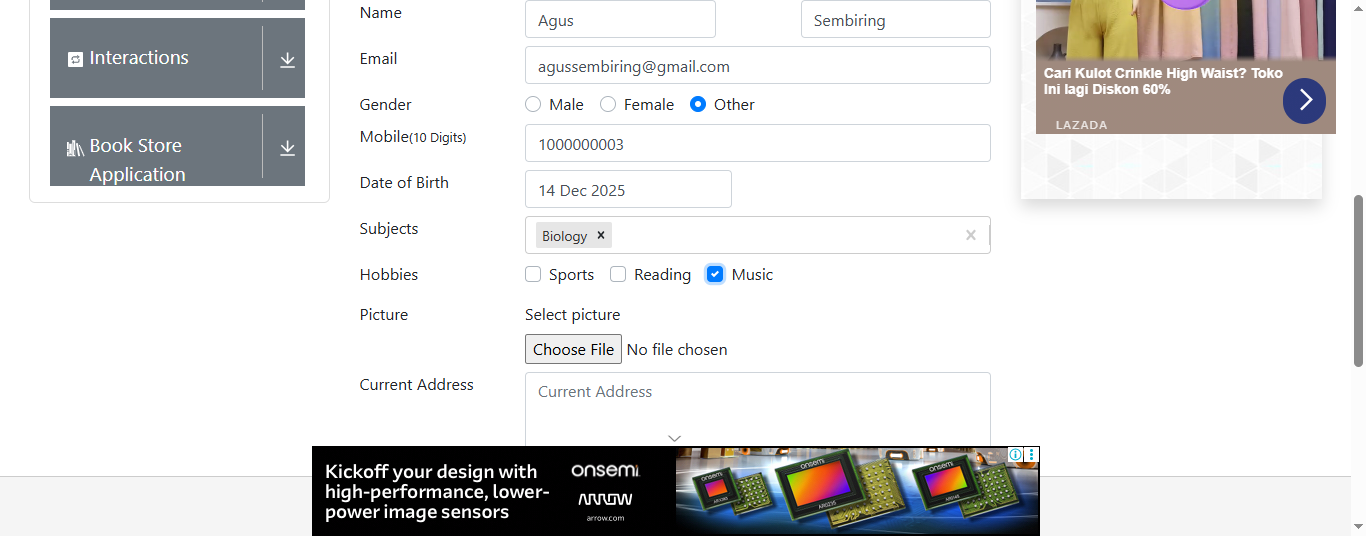 Interactions
Book Store
Application
Name
Agus
Sembiring
Email
agussembiring@gmail.com
Gender
Male
Female
Other
Mobile(10 Digits)
1000000003
Date of Birth
14 Dec 2025
Subjects
Biology
Hobbies
Sports
Reading
Music
Picture
Select picture
Choose File No file chosen
Current Address
Current Address
Cari Kulot Crinkle High Waist? Toko
Ini lagi Diskon 60%
LAZADA
Kickoff your design with
high-performance, lower-
power image sensors
onsemi
ARROW
arrow.com
onsemi
onsemi